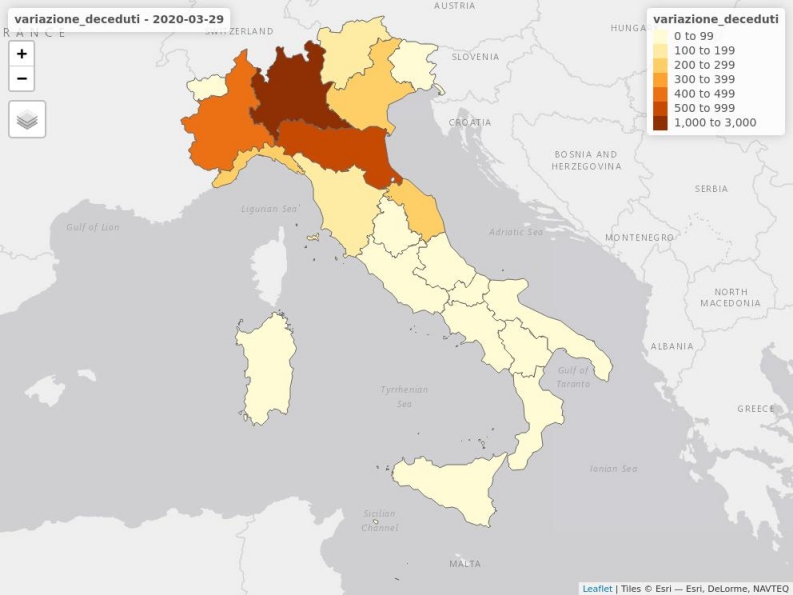 variazione_deceduti - 2020-03-29
+
−
variazione_deceduti
0 to 99
100 to 199
200 to 299
300 to 399
400 to 499
500 to 999
1,000 to 3,000
AUSTRIA
SWITZERLAND
RANCE
HUNGA
SLOVENIA
CROATIA
BOSNIA AND
HERZEGOVINA
SERBIA
Ligurian Sea
Gulf of Lion
Adriatic Sea
MONTENEGRO
NORTH
MACEDONIA
ALBANIA
Gulf of
Taranto
Tyrrhenian
Sea
GREECE
Ionian Sea
Sicilian
Channel
MALTA
Leaflet | Tiles © Esri — Esri, DeLorme, NAVTEQ